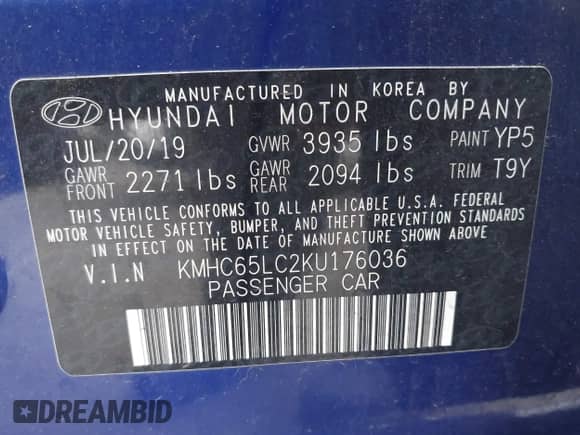 MANUFACTURED IN KOREA BY
HYUNDAI MOTOR COMPANY
JUL/20/19 GVWR 3935 lbs PAINT YP5
GAWR FRONT 2271 lbs GAWR REAR 2094 lbs TRIM T9Y
THIS VEHICLE CONFORMS TO ALL APPLICABLE U.S.A. FEDERAL
MOTOR VEHICLE SAFETY, BUMPER, AND THEFT PREVENTION STANDARDS
IN EFFECT ON THE DATE OF MANUFACTURE SHOWN ABOVE.
V.I.N KMHC65LC2KU176036
PASSENGER CAR
DREAMBID